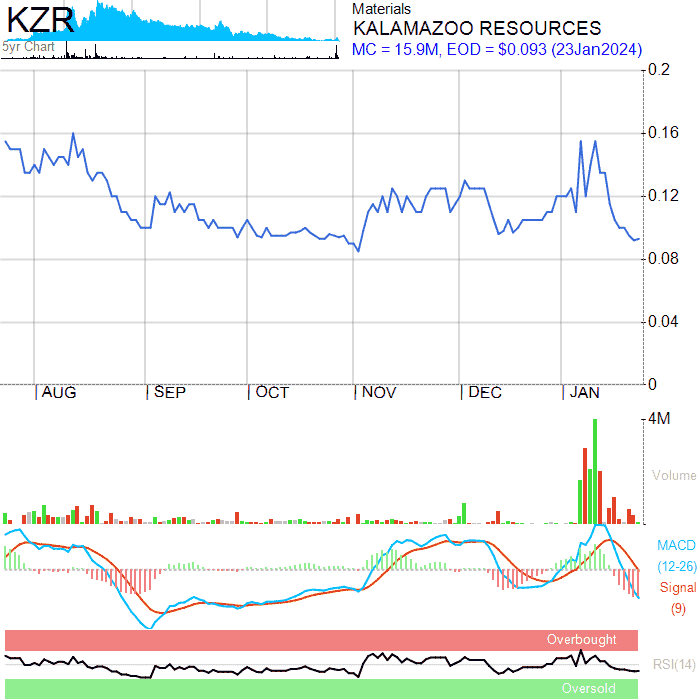 KZR
5yr Chart
Materials
KALAMAZOO RESOURCES
MC = 15.9M, EOD = $0.093 (23Jan2024)
0.2
0.16
0.12
0.08
0.04
0
AUG SEP OCT NOV DEC JAN
4M
Volume
MACD
(12-26)
Signal
(9)
Overbought
RSI(14)
Oversold